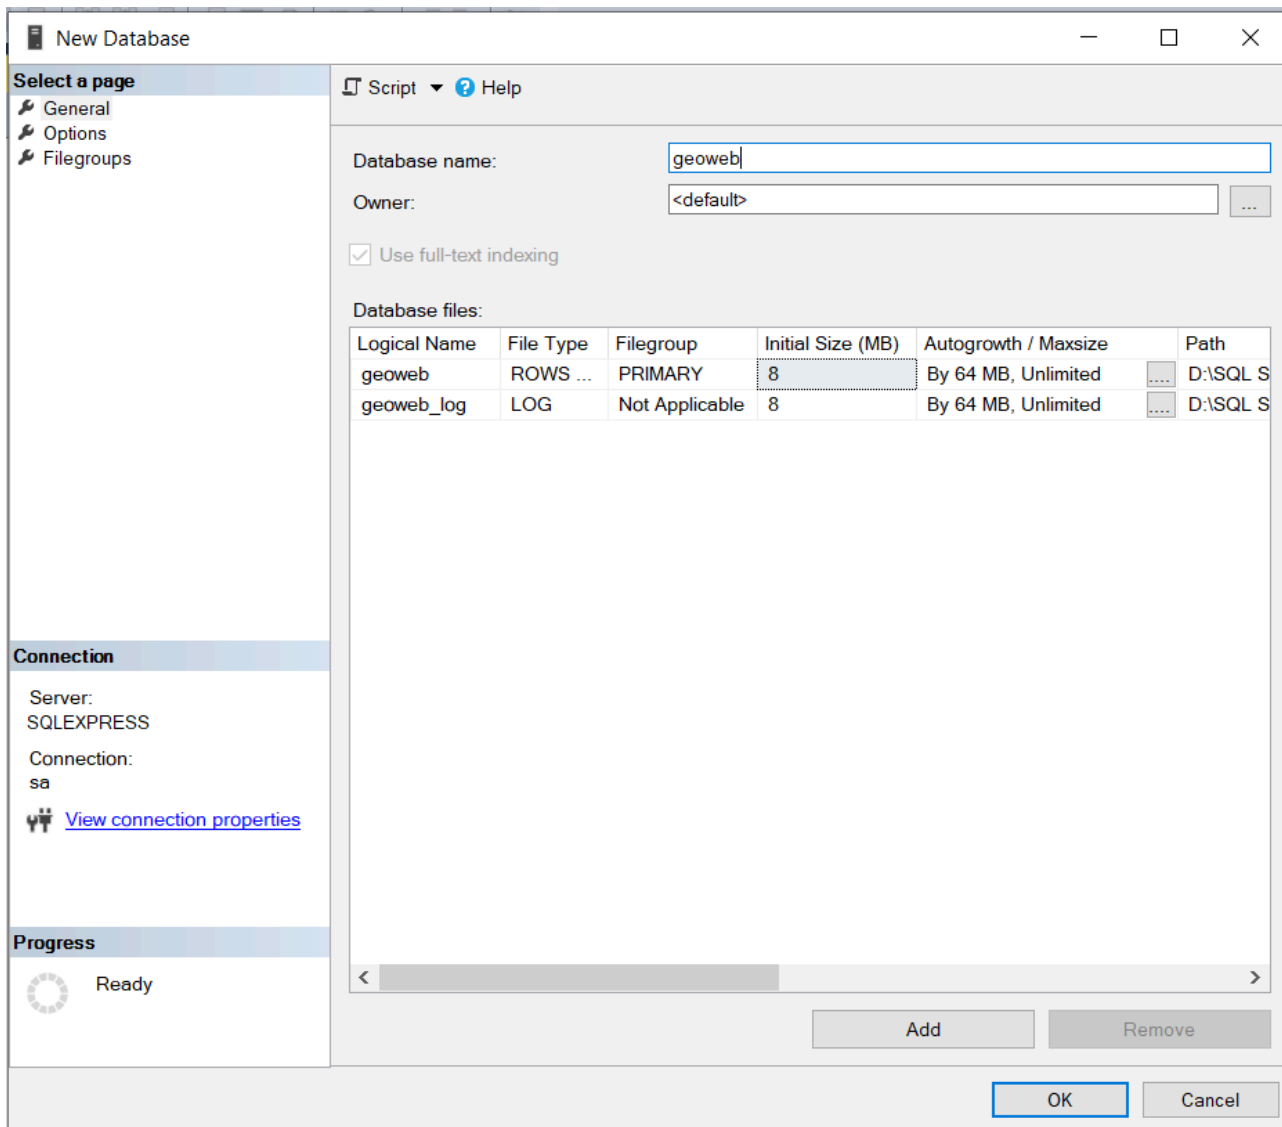 New Database
Select a page
General
Options
Filegroups
Script Help
Database name: geoweb
Owner: <default> ...
Use full-text indexing
Database files:
Logical Name File Type Filegroup Initial Size (MB) Autogrowth / Maxsize Path
geoweb ROWS ... PRIMARY 8 By 64 MB, Unlimited .... D:\SQL S
geoweb_log LOG Not Applicable 8 By 64 MB, Unlimited .... D:\SQL S
Connection
Server:
SQLEXPRESS
Connection:
sa
View connection properties
Progress
Ready
Add Remove
OK Cancel